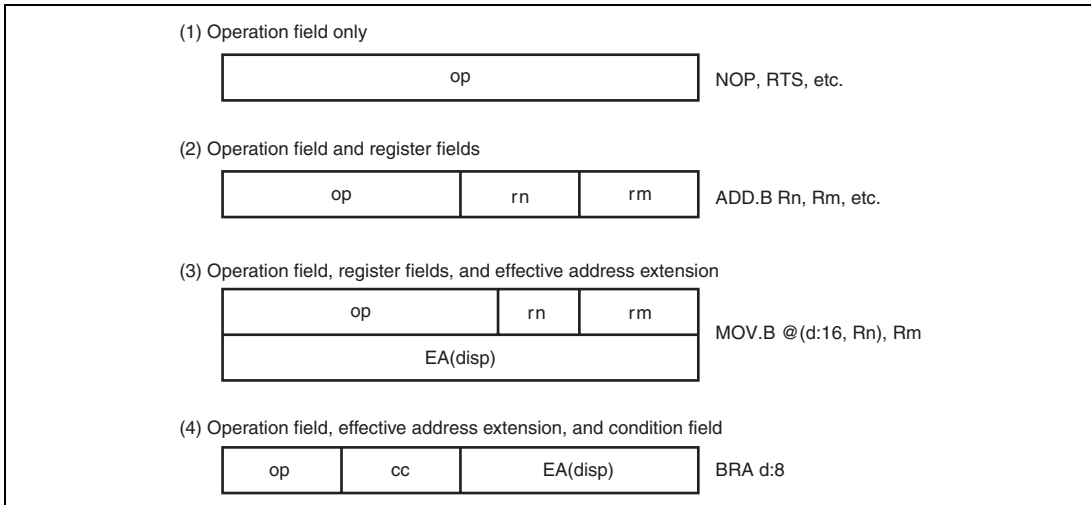 (1) Operation field only
op
NOP, RTS, etc.
(2) Operation field and register fields
op rn rm
ADD.B Rn, Rm, etc.
(3) Operation field, register fields, and effective address extension
op rn rm
MOV.B @(d:16, Rn), Rm
EA(disp)
(4) Operation field, effective address extension, and condition field
op cc EA(disp)
BRA d:8